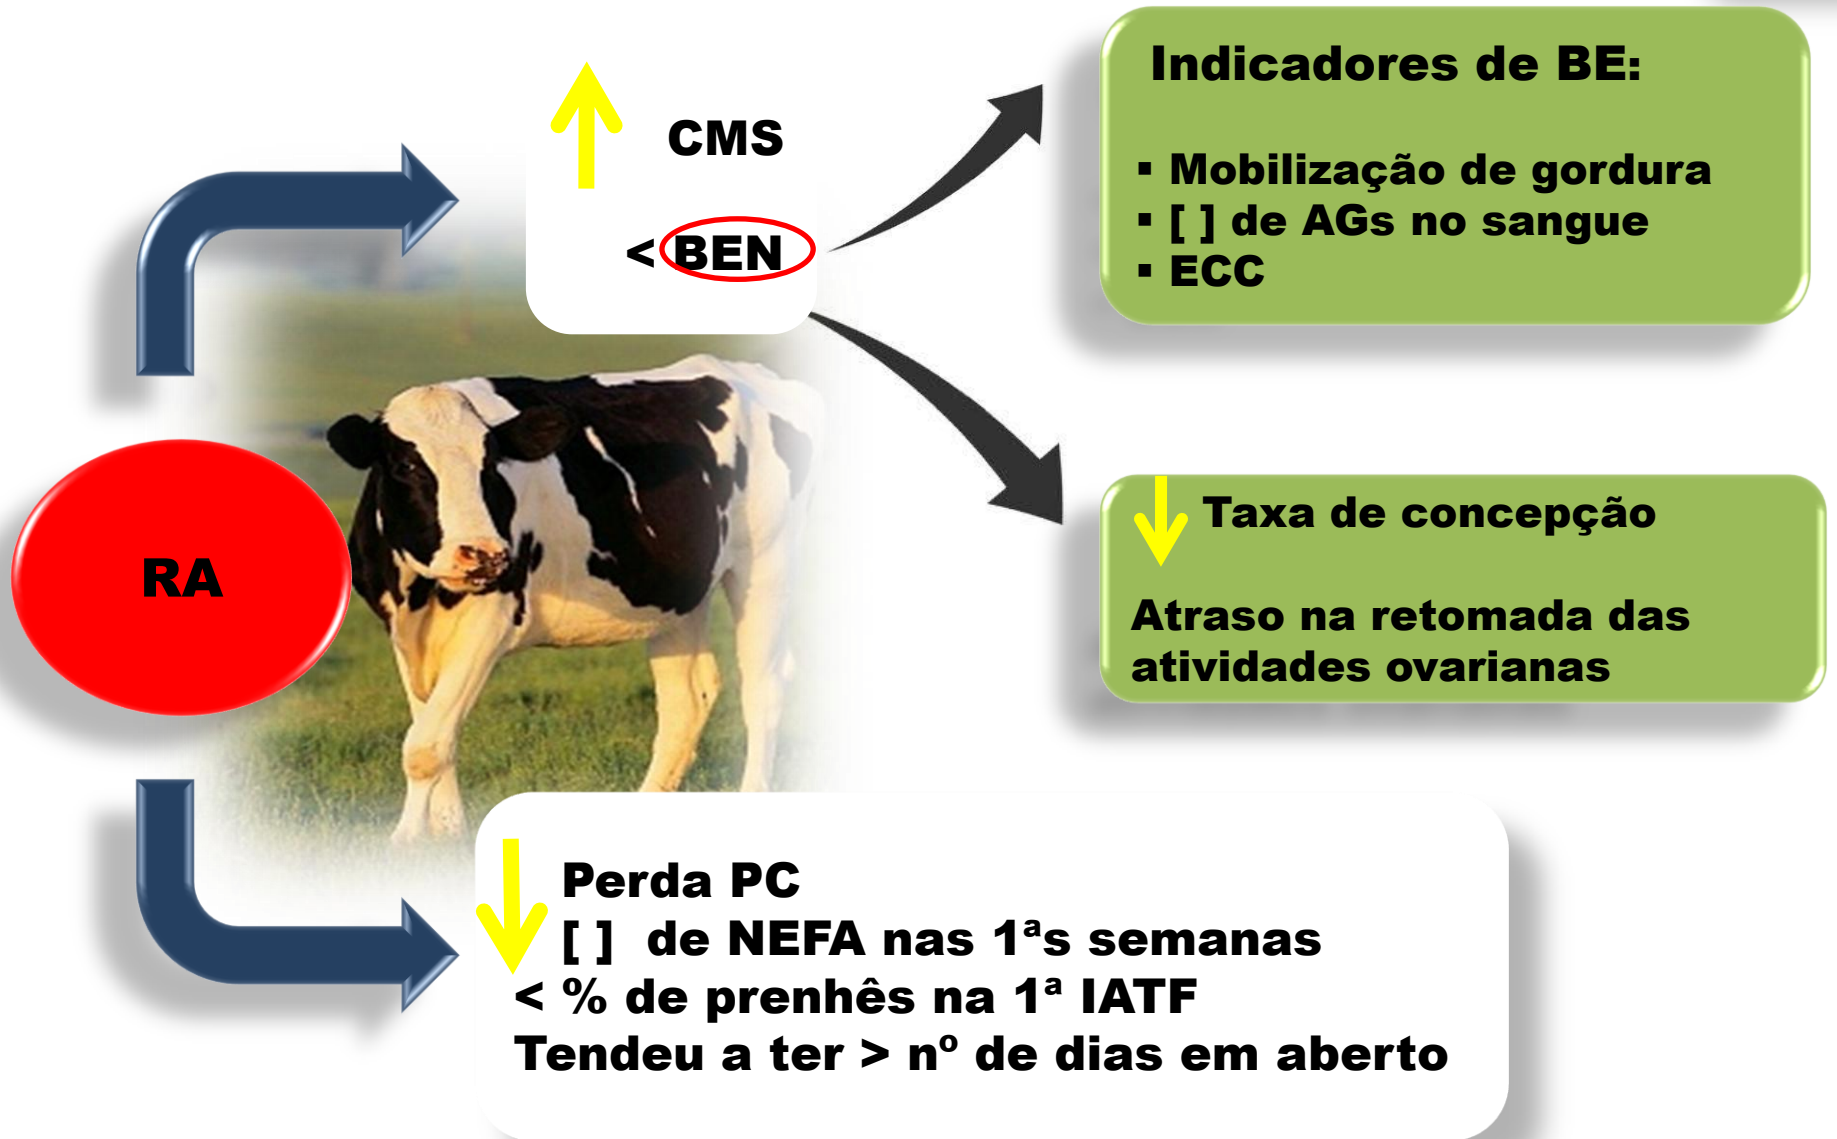 RA
CMS
< BEN
Indicadores de BE:
▪ Mobilização de gordura
▪ [ ] de AGs no sangue
▪ ECC
Taxa de concepção
Atraso na retomada das
atividades ovarianas
Perda PC
[ ] de NEFA nas 1ªs semanas
< % de prenhês na 1ª IATF
Tendeu a ter > nº de dias em aberto